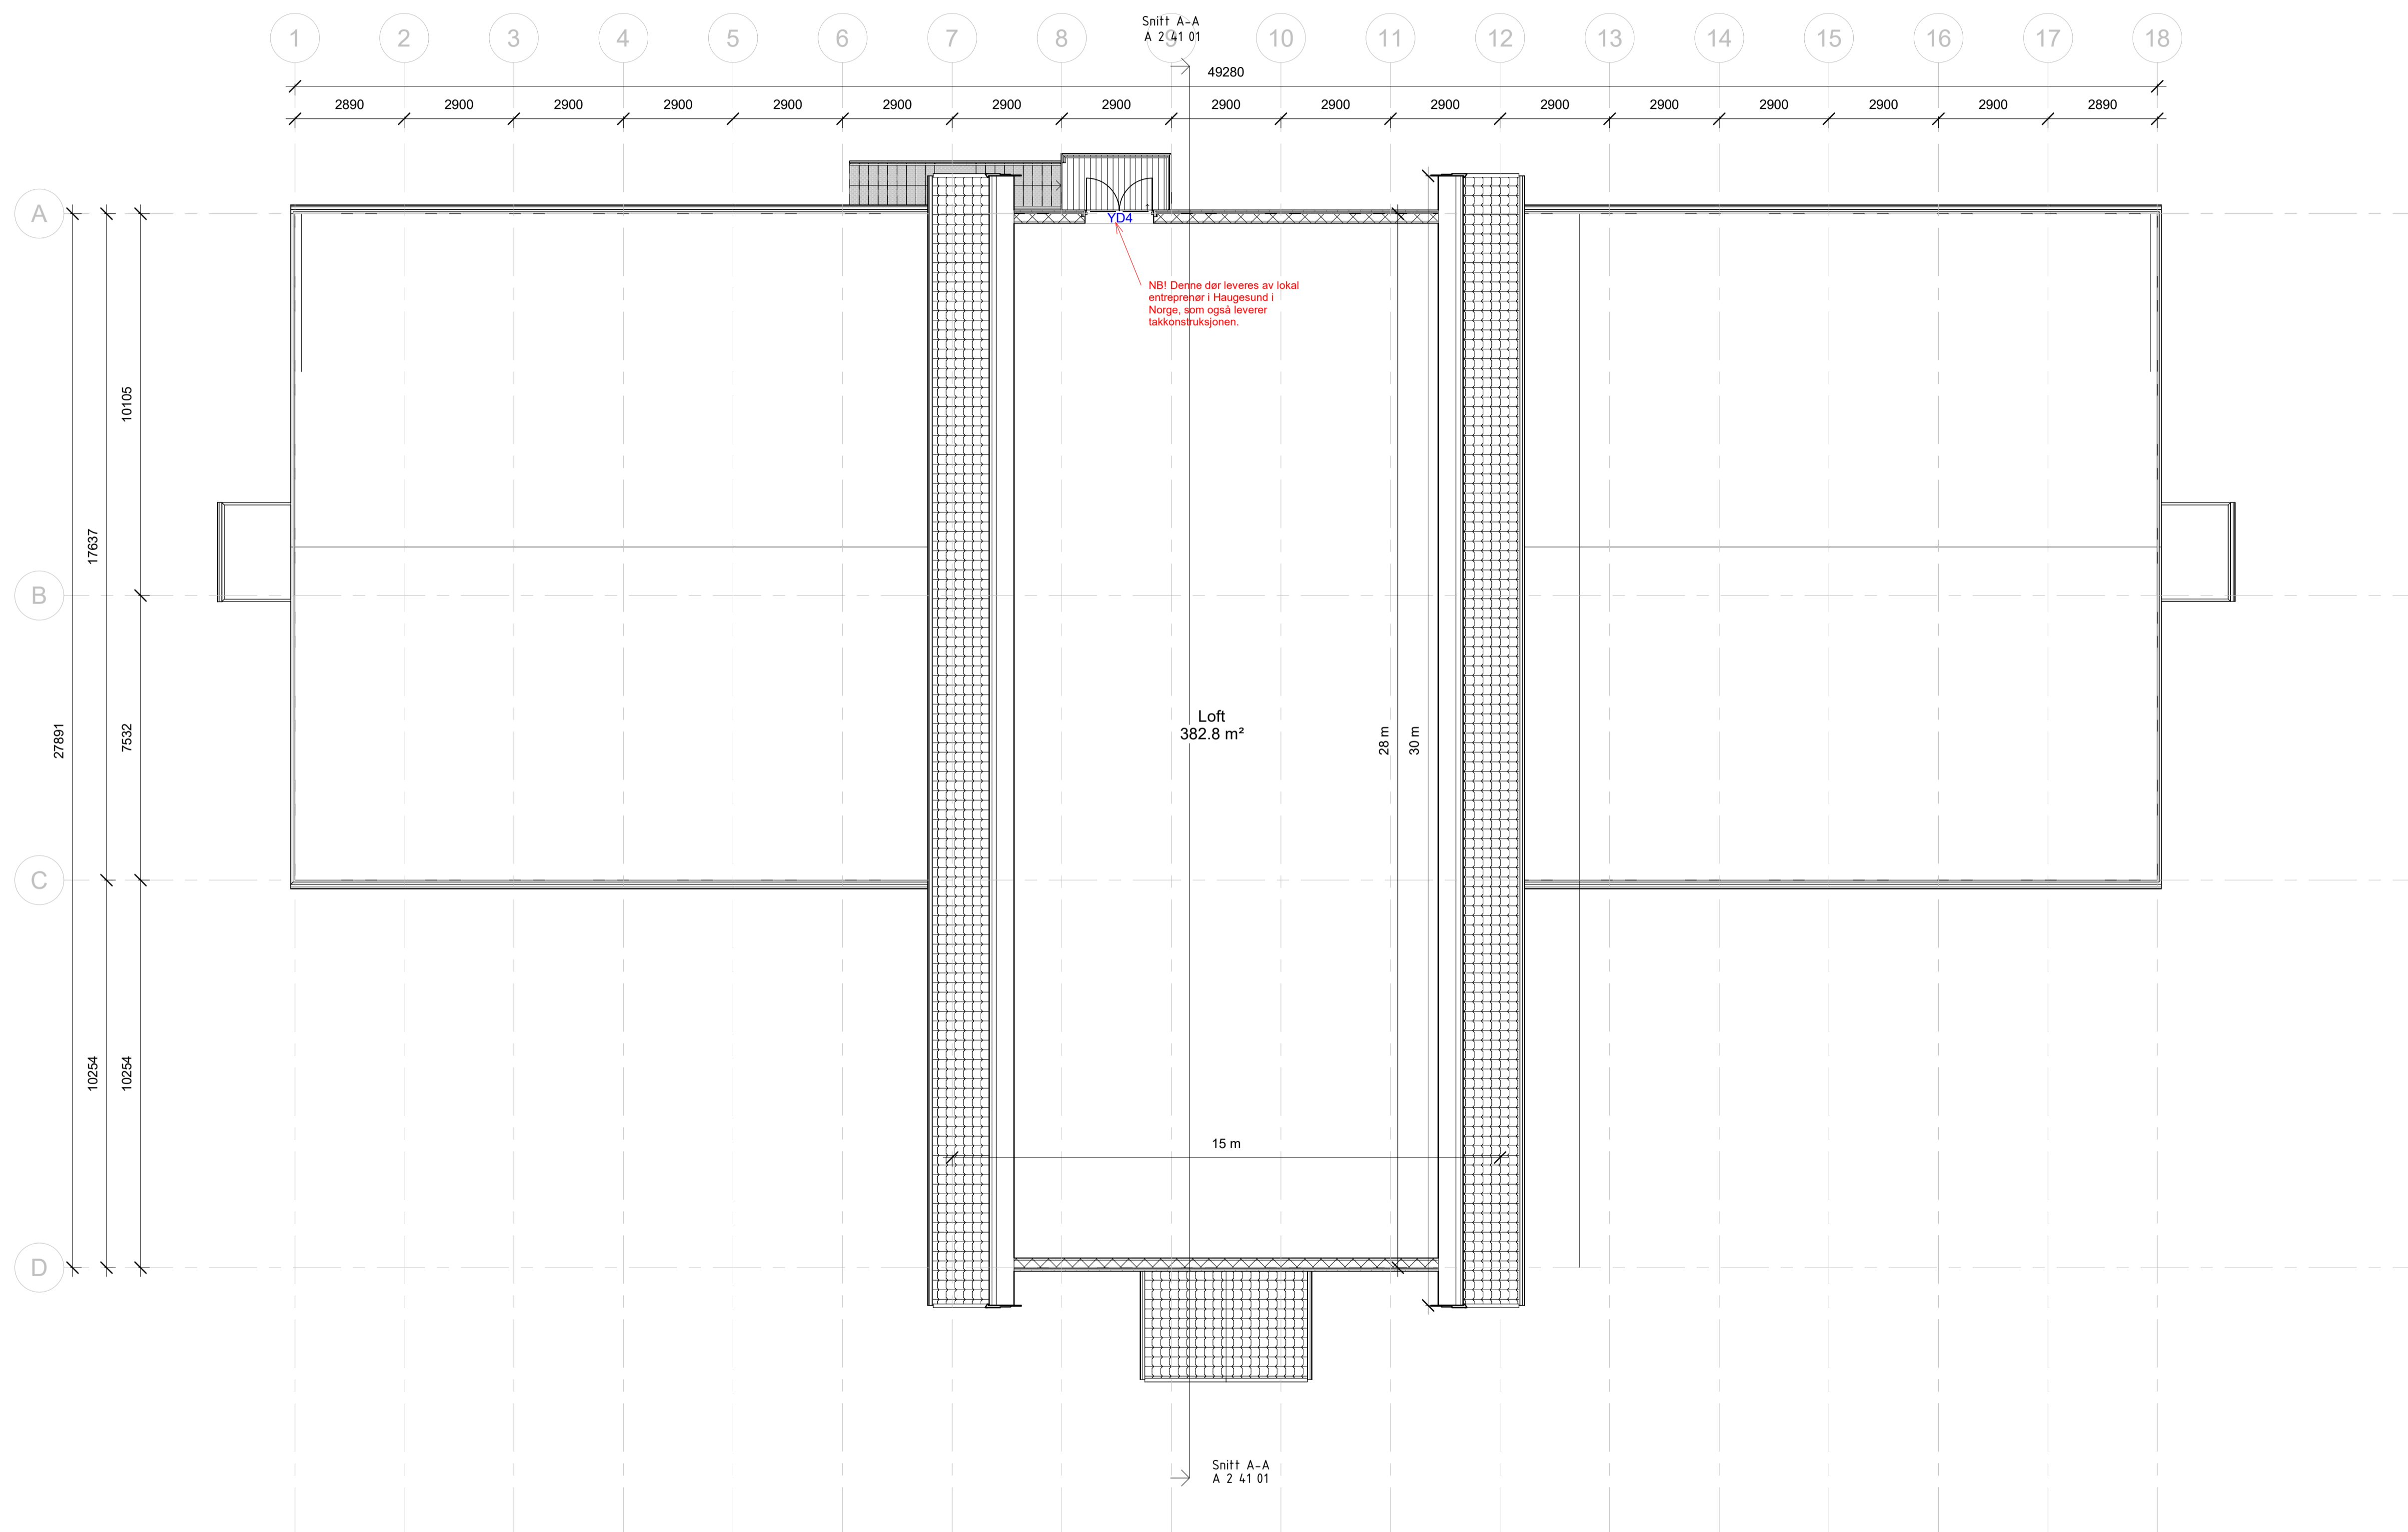 Snitt A-A
A 2 41 01
1 2 3 4 5 6 7 8 9 10 11 12 13 14 15 16 17 18
49280
2890 2900 2900 2900 2900 2900 2900 2900 2900 2900 2900 2900 2900 2900 2900 2900 2890
A
YD4
NB! Denne dør leveres av lokal
entreprenør i Haugesund i
Norge, som også leverer
takkonstruksjonen.
10105
17637
B
Loft
382.8 m²
27891
7532
28 m
30 m
C
10254
10254
15 m
D
Snitt A-A
A 2 41 01